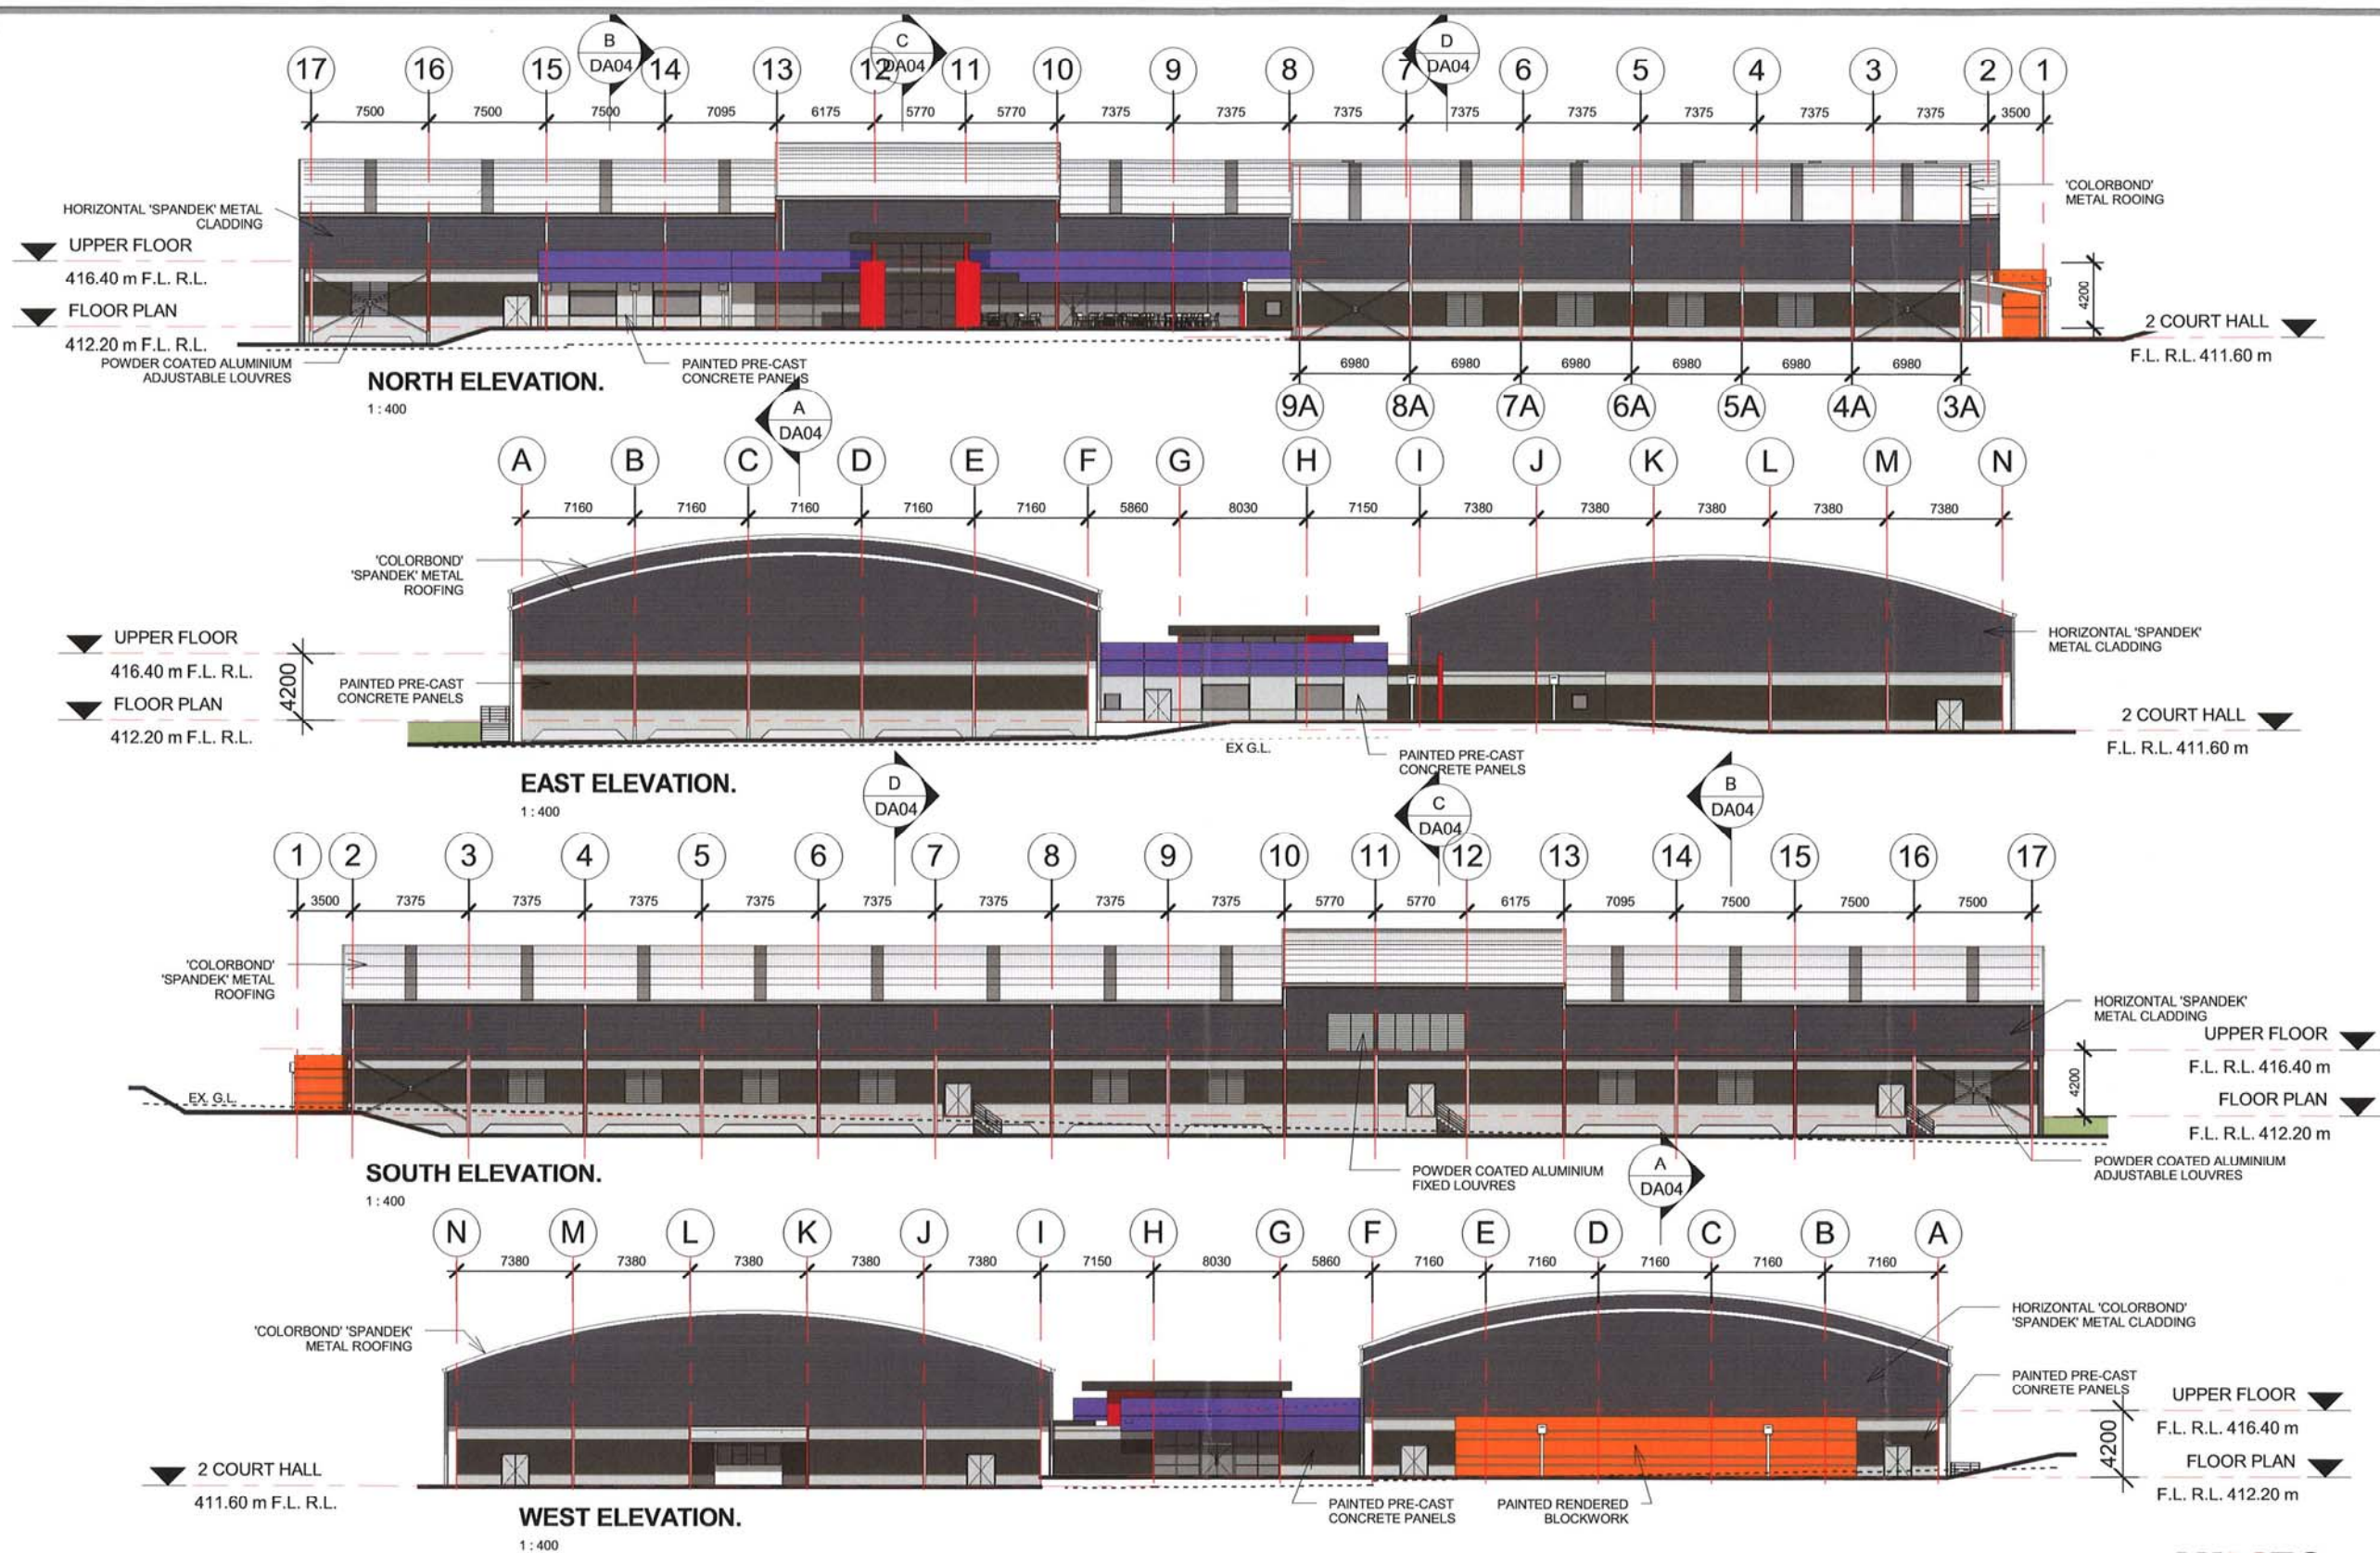 B
DA04
C
DA04
D
DA04
17 16 15 14 13 12 11 10 9 8 7 6 5 4 3 2 1
7500 7500 7500 7095 6175 5770 5770 7375 7375 7375 7375 7375 7375 7375 7375 3500
HORIZONTAL 'SPANDEK' METAL
CLADDING
UPPER FLOOR
416.40 m F.L. R.L.
FLOOR PLAN
412.20 m F.L. R.L.
POWDER COATED ALUMINIUM
ADJUSTABLE LOUVRES
'COLORBOND'
METAL ROOING
4200
2 COURT HALL
F.L. R.L. 411.60 m
PAINTED PRE-CAST
CONCRETE PANELS
6980 6980 6980 6980 6980 6980
9A 8A 7A 6A 5A 4A 3A
NORTH ELEVATION.
1 : 400
A
DA04
A B C D E F G H I J K L M N
7160 7160 7160 7160 7160 5860 8030 7150 7380 7380 7380 7380 7380
'COLORBOND'
'SPANDEK' METAL
ROOFING
UPPER FLOOR
416.40 m F.L. R.L.
FLOOR PLAN
412.20 m F.L. R.L.
4200
PAINTED PRE-CAST
CONCRETE PANELS
HORIZONTAL 'SPANDEK'
METAL CLADDING
2 COURT HALL
F.L. R.L. 411.60 m
EX G.L.
PAINTED PRE-CAST
CONCRETE PANELS
EAST ELEVATION.
1 : 400
D
DA04
C
DA04
B
DA04
1 2 3 4 5 6 7 8 9 10 11 12 13 14 15 16 17
3500 7375 7375 7375 7375 7375 7375 7375 7375 5770 5770 6175 7095 7500 7500 7500
'COLORBOND'
'SPANDEK' METAL
ROOFING
EX. G.L.
HORIZONTAL 'SPANDEK'
METAL CLADDING
UPPER FLOOR
F.L. R.L. 416.40 m
FLOOR PLAN
F.L. R.L. 412.20 m
4200
POWDER COATED ALUMINIUM
ADJUSTABLE LOUVRES
POWDER COATED ALUMINIUM
FIXED LOUVRES
A
DA04
SOUTH ELEVATION.
1 : 400
N M L K J I H G F E D C B A
7380 7380 7380 7380 7380 7150 8030 5860 7160 7160 7160 7160 7160
'COLORBOND' 'SPANDEK'
METAL ROOFING
2 COURT HALL
411.60 m F.L. R.L.
HORIZONTAL 'COLORBOND'
'SPANDEK' METAL CLADDING
PAINTED PRE-CAST
CONRETE PANELS
UPPER FLOOR
F.L. R.L. 416.40 m
FLOOR PLAN
F.L. R.L. 412.20 m
4200
PAINTED PRE-CAST
CONCRETE PANELS
PAINTED RENDERED
BLOCKWORK
WEST ELEVATION.
1 : 400